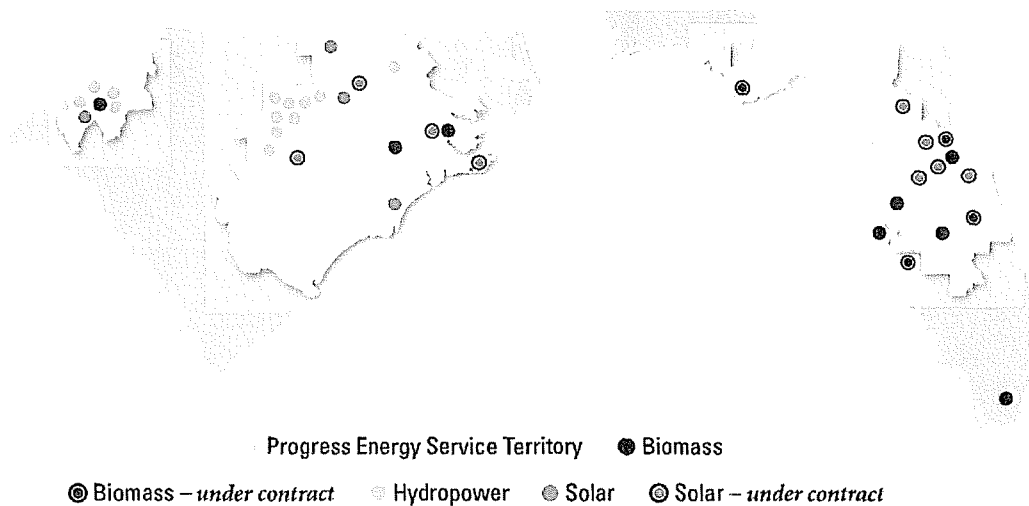 Progress Energy Service Territory Biomass
Biomass – under contract Hydropower Solar Solar – under contract